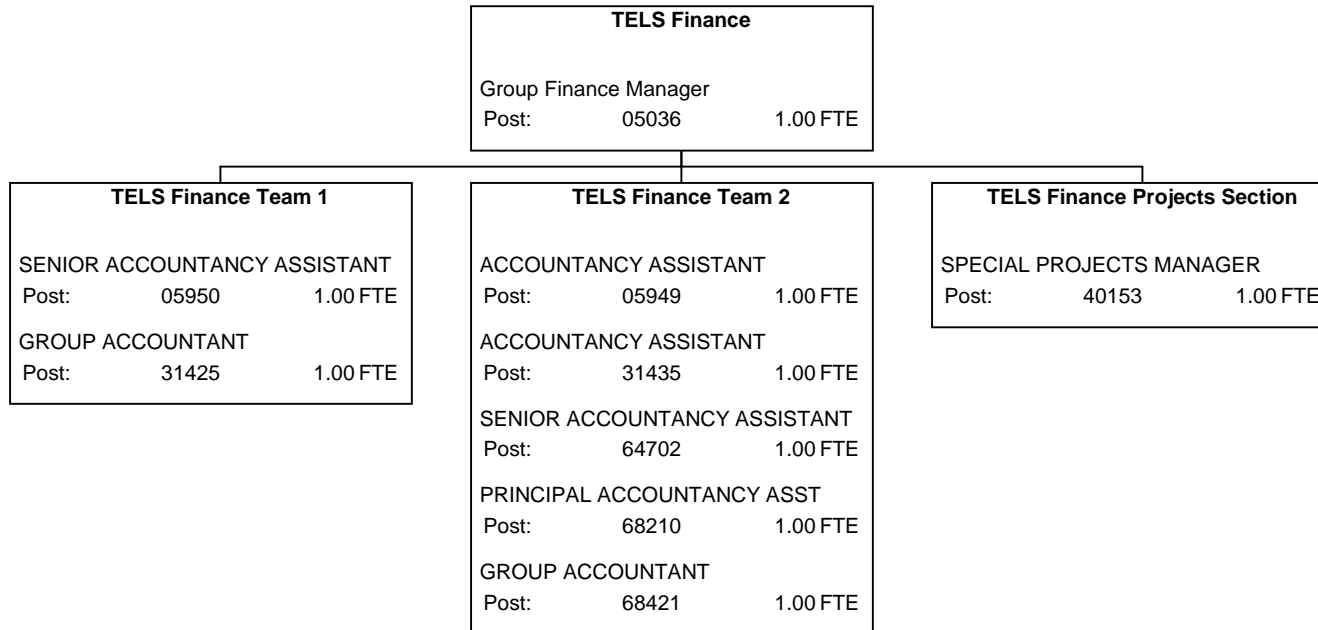 TELS Finance
Group Finance Manager
Post: 05036 1.00 FTE
TELS Finance Team 1
SENIOR ACCOUNTANCY ASSISTANT
Post: 05950 1.00 FTE
GROUP ACCOUNTANT
Post: 31425 1.00 FTE
TELS Finance Team 2
ACCOUNTANCY ASSISTANT
Post: 05949 1.00 FTE
ACCOUNTANCY ASSISTANT
Post: 31435 1.00 FTE
SENIOR ACCOUNTANCY ASSISTANT
Post: 64702 1.00 FTE
PRINCIPAL ACCOUNTANCY ASST
Post: 68210 1.00 FTE
GROUP ACCOUNTANT
Post: 68421 1.00 FTE
TELS Finance Projects Section
SPECIAL PROJECTS MANAGER
Post: 40153 1.00 FTE